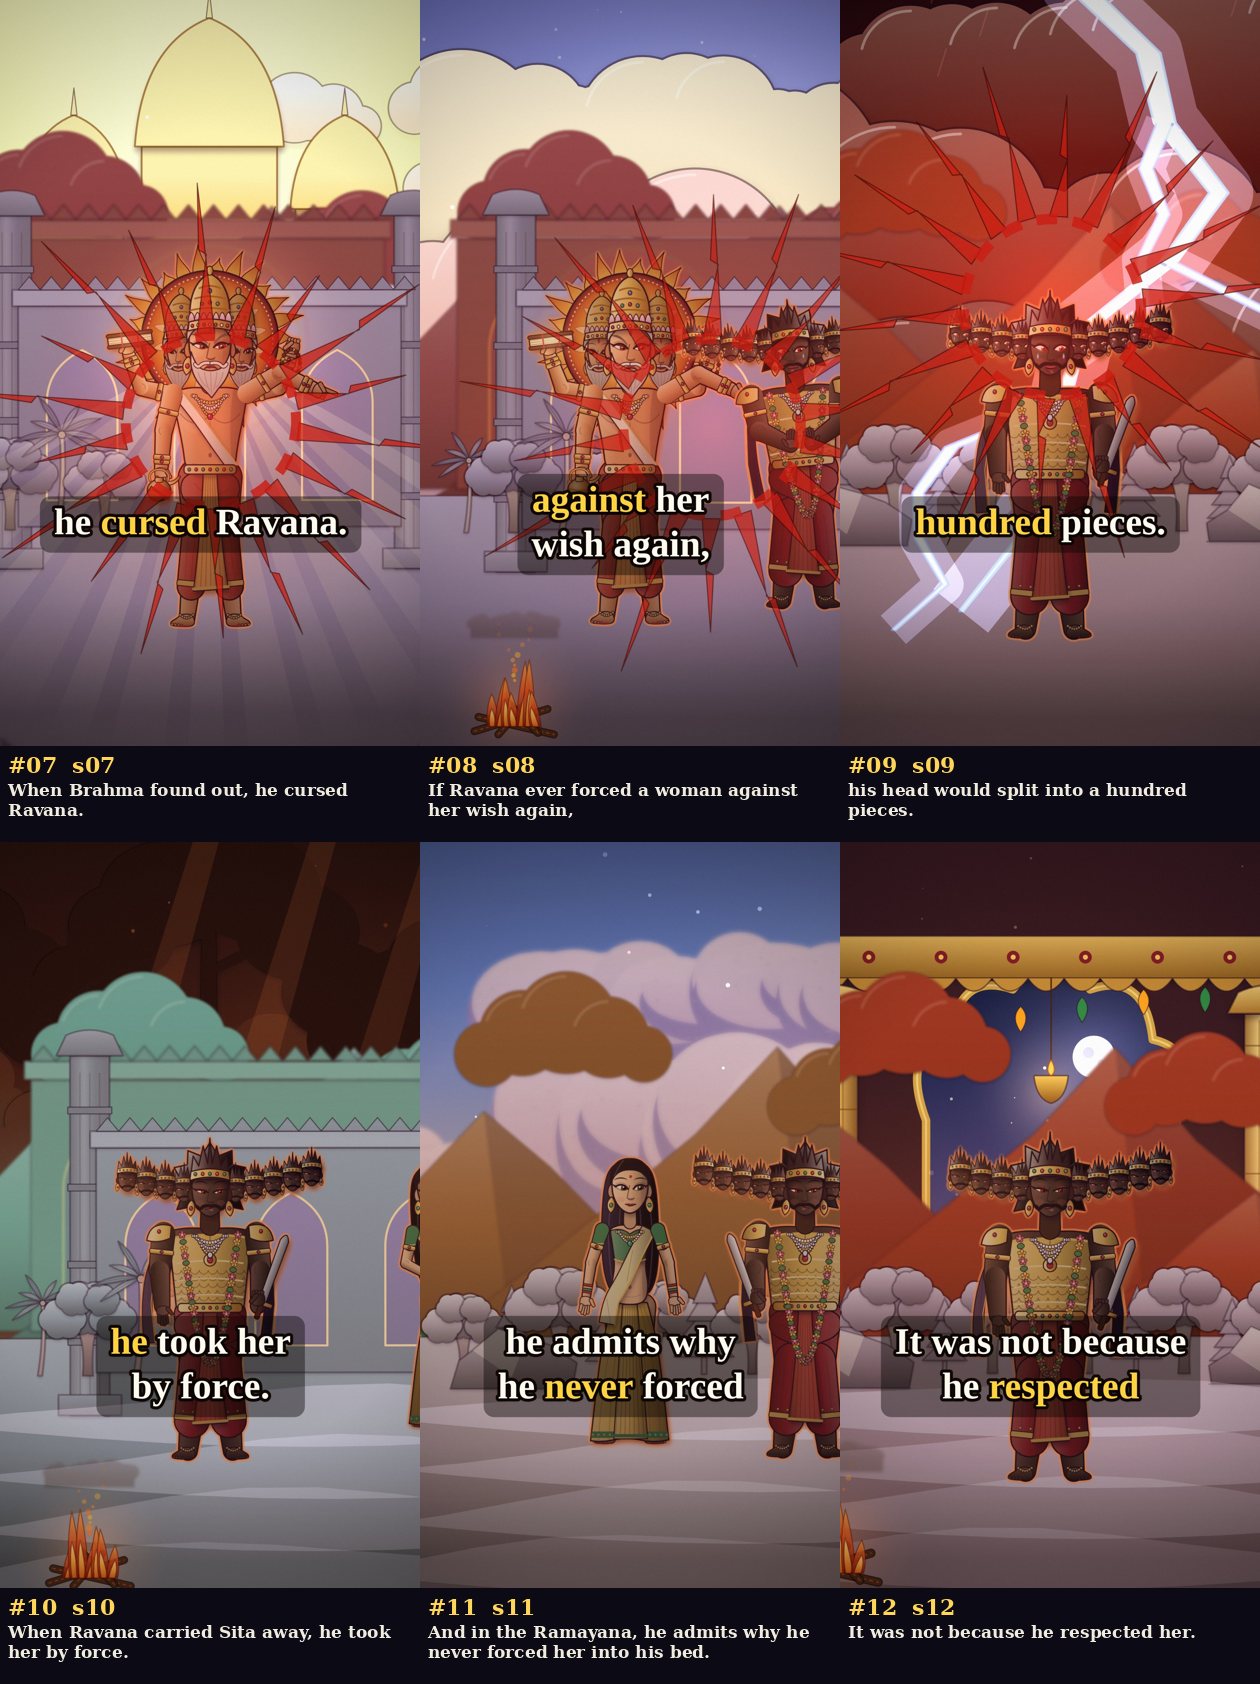 he cursed Ravana.
#07 s07
When Brahma found out, he cursed
Ravana.
against her
wish again,
#08 s08
If Ravana ever forced a woman against
her wish again,
hundred pieces.
#09 s09
his head would split into a hundred
pieces.
he took her
by force.
#10 s10
When Ravana carried Sita away, he took
her by force.
he admits why
he never forced
#11 s11
And in the Ramayana, he admits why he
never forced her into his bed.
It was not because
he respected
#12 s12
It was not because he respected her.